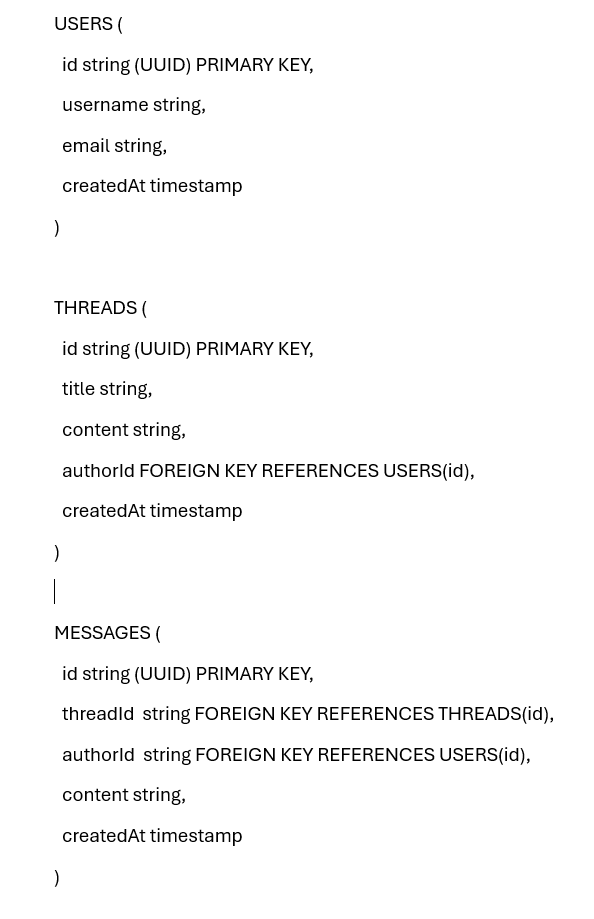 USERS (
id string (UUID) PRIMARY KEY,
username string,
email string,
createdAt timestamp
)
THREADS (
id string (UUID) PRIMARY KEY,
title string,
content string,
authorId FOREIGN KEY REFERENCES USERS(id),
createdAt timestamp
)
MESSAGES (
id string (UUID) PRIMARY KEY,
threadId  string FOREIGN KEY REFERENCES THREADS(id),
authorId  string FOREIGN KEY REFERENCES USERS(id),
content string,
createdAt timestamp
)